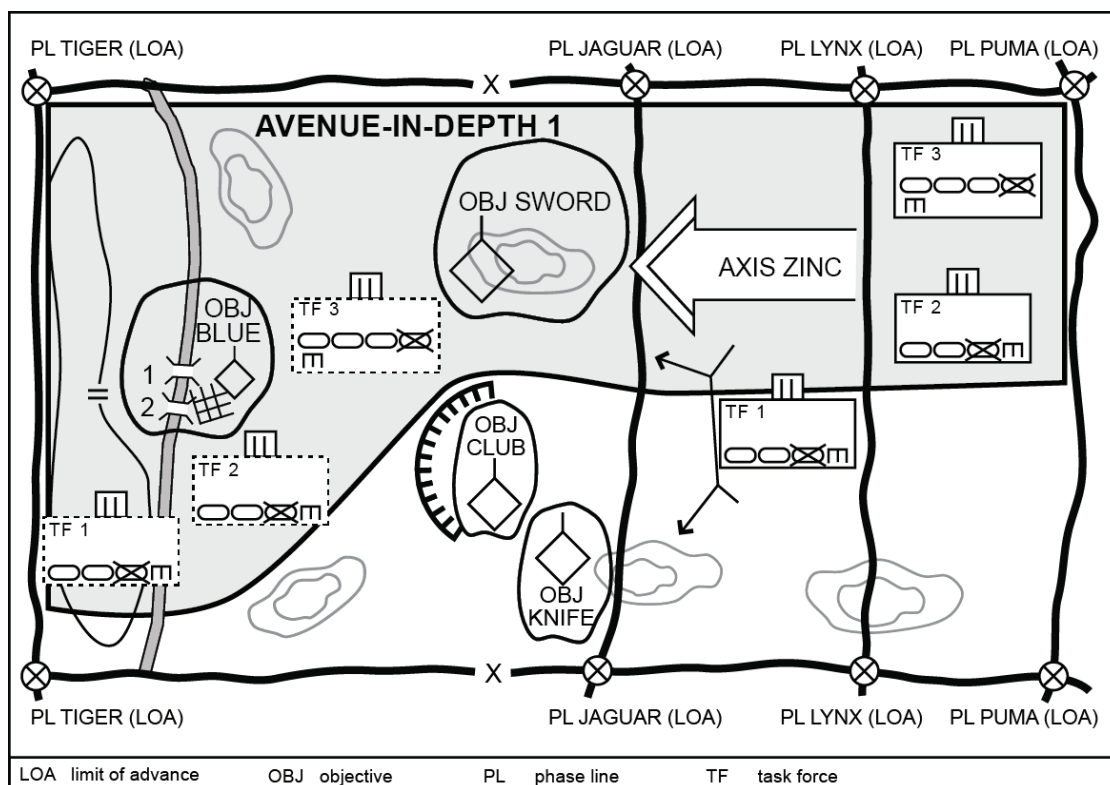 PL TIGER (LOA)
PL JAGUAR (LOA)
PL LYNX (LOA)
PL PUMA (LOA)
X
AVENUE-IN-DEPTH 1
TF 3
E
OBJ SWORD
AXIS ZINC
TF 2
E
OBJ
BLUE
TF 3
E
1
2
TF 1
E
OBJ
CLUB
TF 2
E
TF 1
E
OBJ
KNIFE
X
PL TIGER (LOA)
PL JAGUAR (LOA)
PL LYNX (LOA)
PL PUMA (LOA)
LOA limit of advance OBJ objective PL phase line TF task force